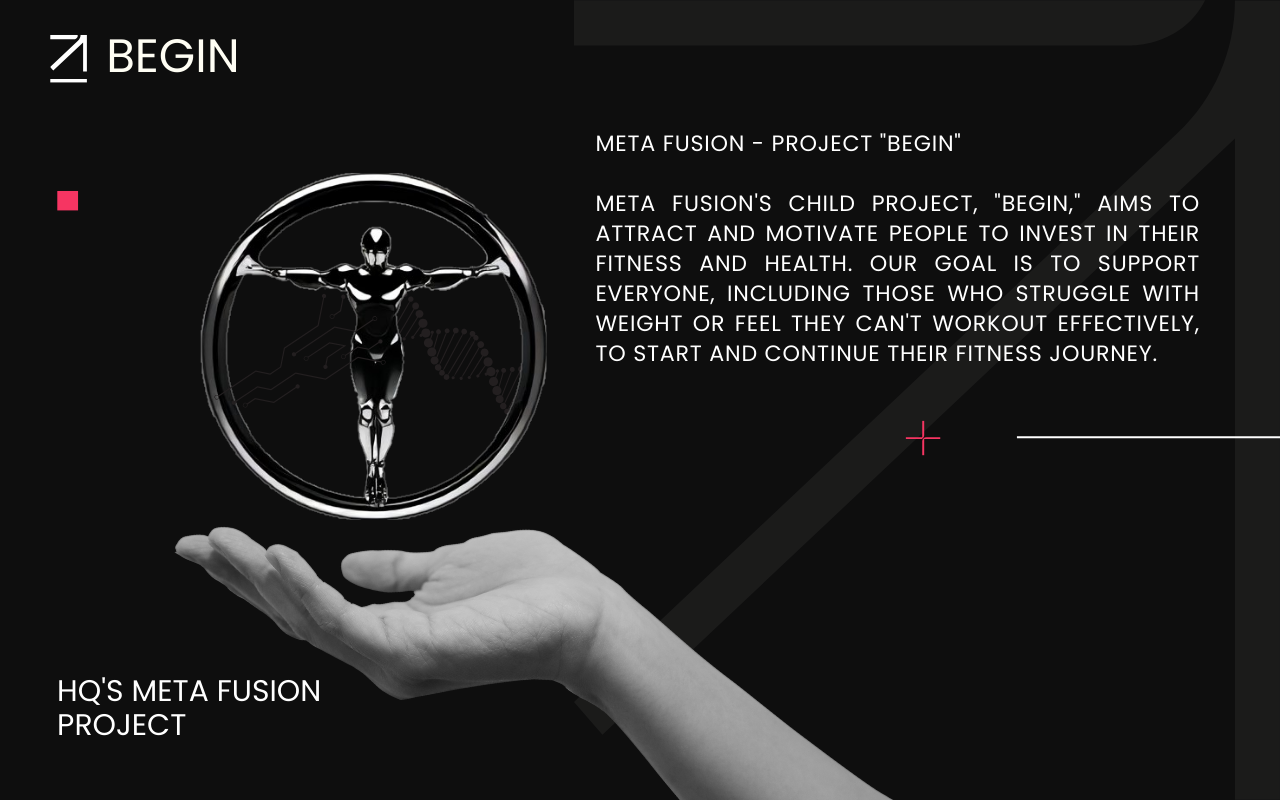 BEGIN
META FUSION - PROJECT "BEGIN"
META FUSION'S CHILD PROJECT, "BEGIN," AIMS TO
ATTRACT AND MOTIVATE PEOPLE TO INVEST IN THEIR
FITNESS AND HEALTH. OUR GOAL IS TO SUPPORT
EVERYONE, INCLUDING THOSE WHO STRUGGLE WITH
WEIGHT OR FEEL THEY CAN'T WORKOUT EFFECTIVELY,
TO START AND CONTINUE THEIR FITNESS JOURNEY.
HQ'S META FUSION
PROJECT